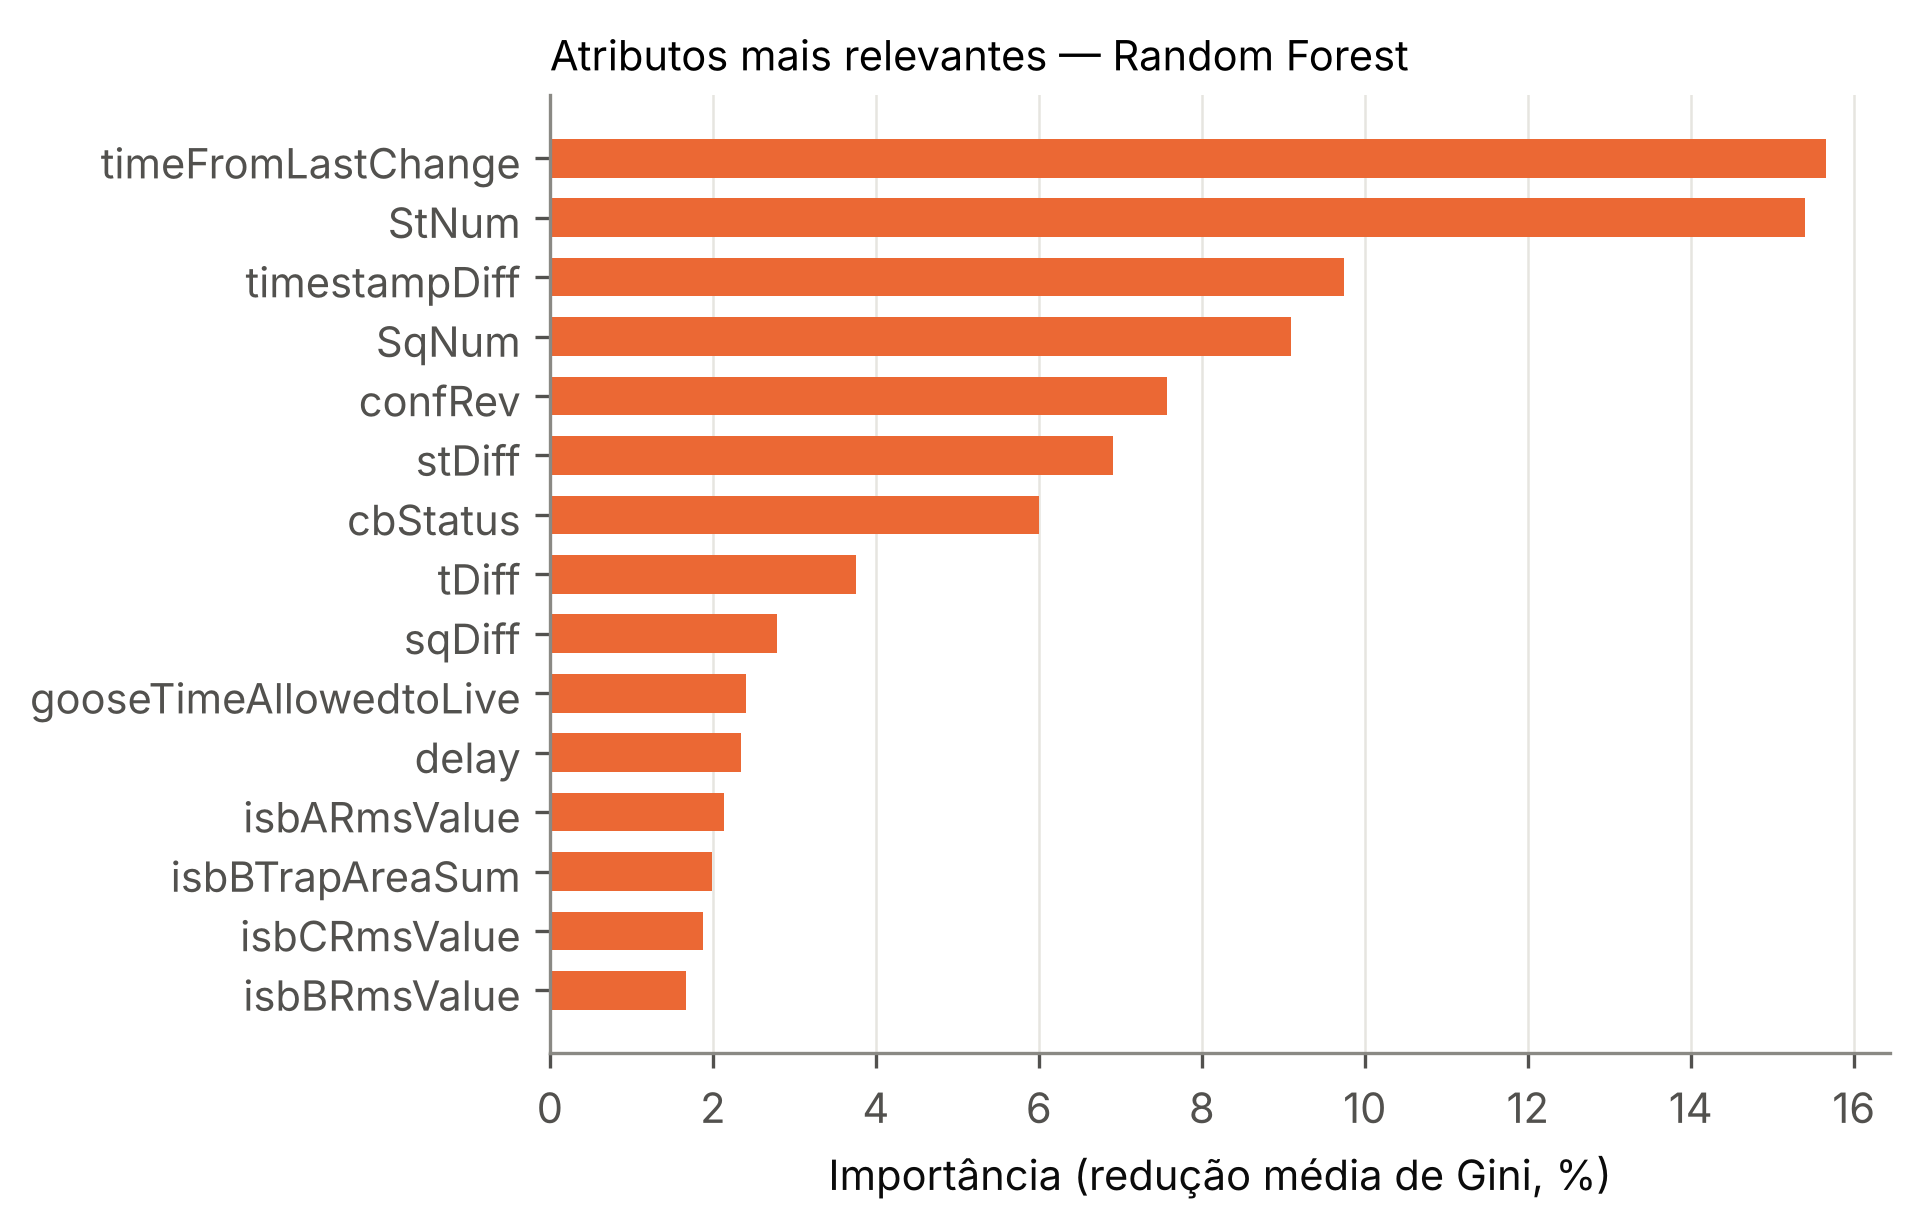 Atributos mais relevantes — Random Forest
timeFromLastChange
StNum
timestampDiff
SqNum
confRev
stDiff
cbStatus
tDiff
sqDiff
gooseTimeAllowedtoLive
delay
isbARmsValue
isbBTrapAreaSum
isbCRmsValue
isbBRmsValue
0 2 4 6 8 10 12 14 16
Importância (redução média de Gini, %)